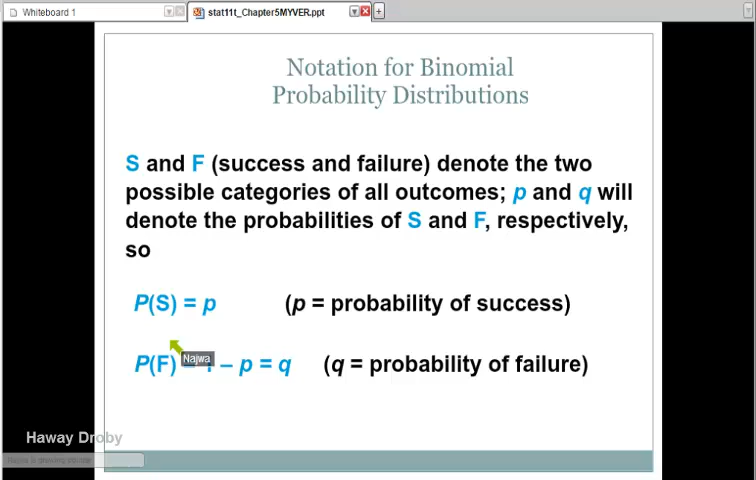 Whiteboard 1
stat11t_Chapter5MYVER.ppt
Notation for Binomial
Probability Distributions
S and F (success and failure) denote the two
possible categories of all outcomes; p and q will
denote the probabilities of S and F, respectively,
so
P(S) = p (p = probability of success)
Najwa
P(F) = 1 – p = q (q = probability of failure)
Haway Droby